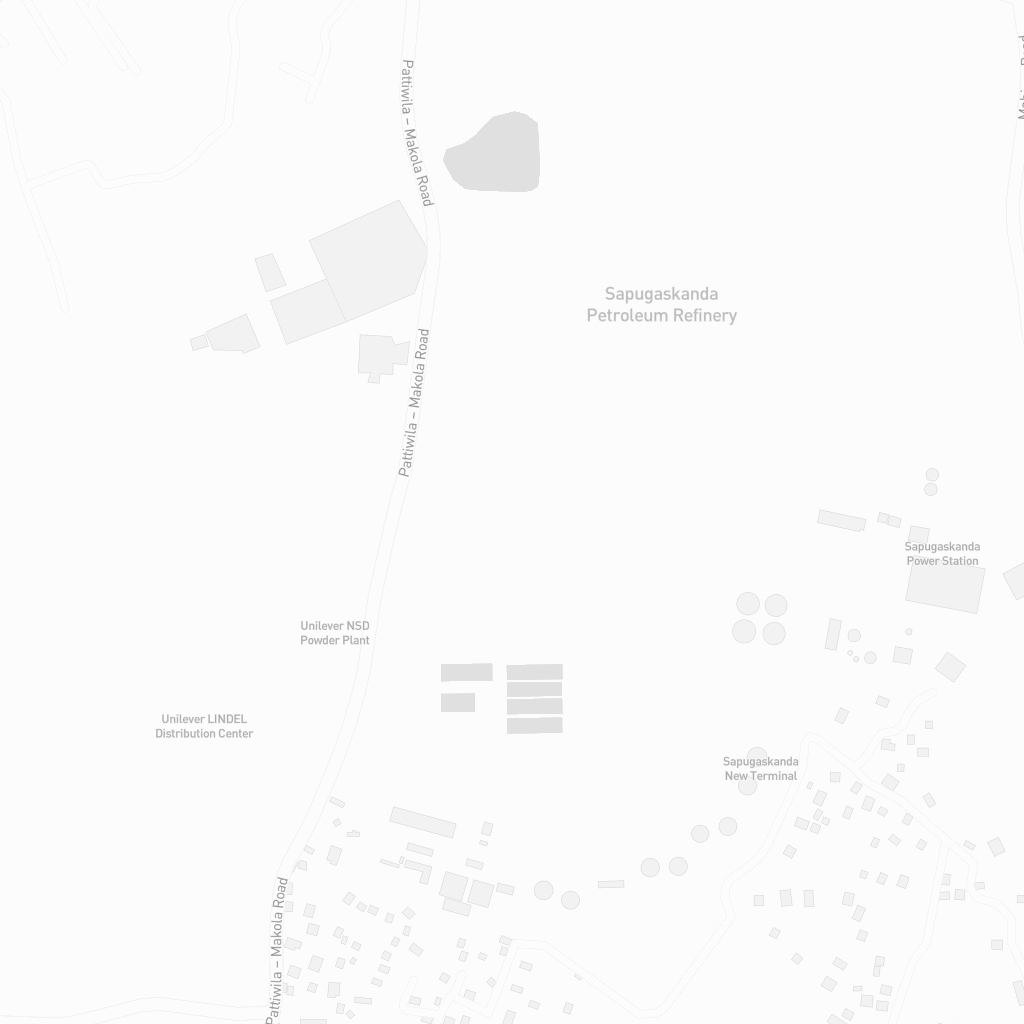 Pattiwila – Makola Road
Sapugaskanda
Petroleum Refinery
Pattiwila – Makola Road
Sapugaskanda
Power Station
Unilever NSD
Powder Plant
Unilever LINDEL
Distribution Center
Sapugaskanda
New Terminal
Pattiwila – Makola Road